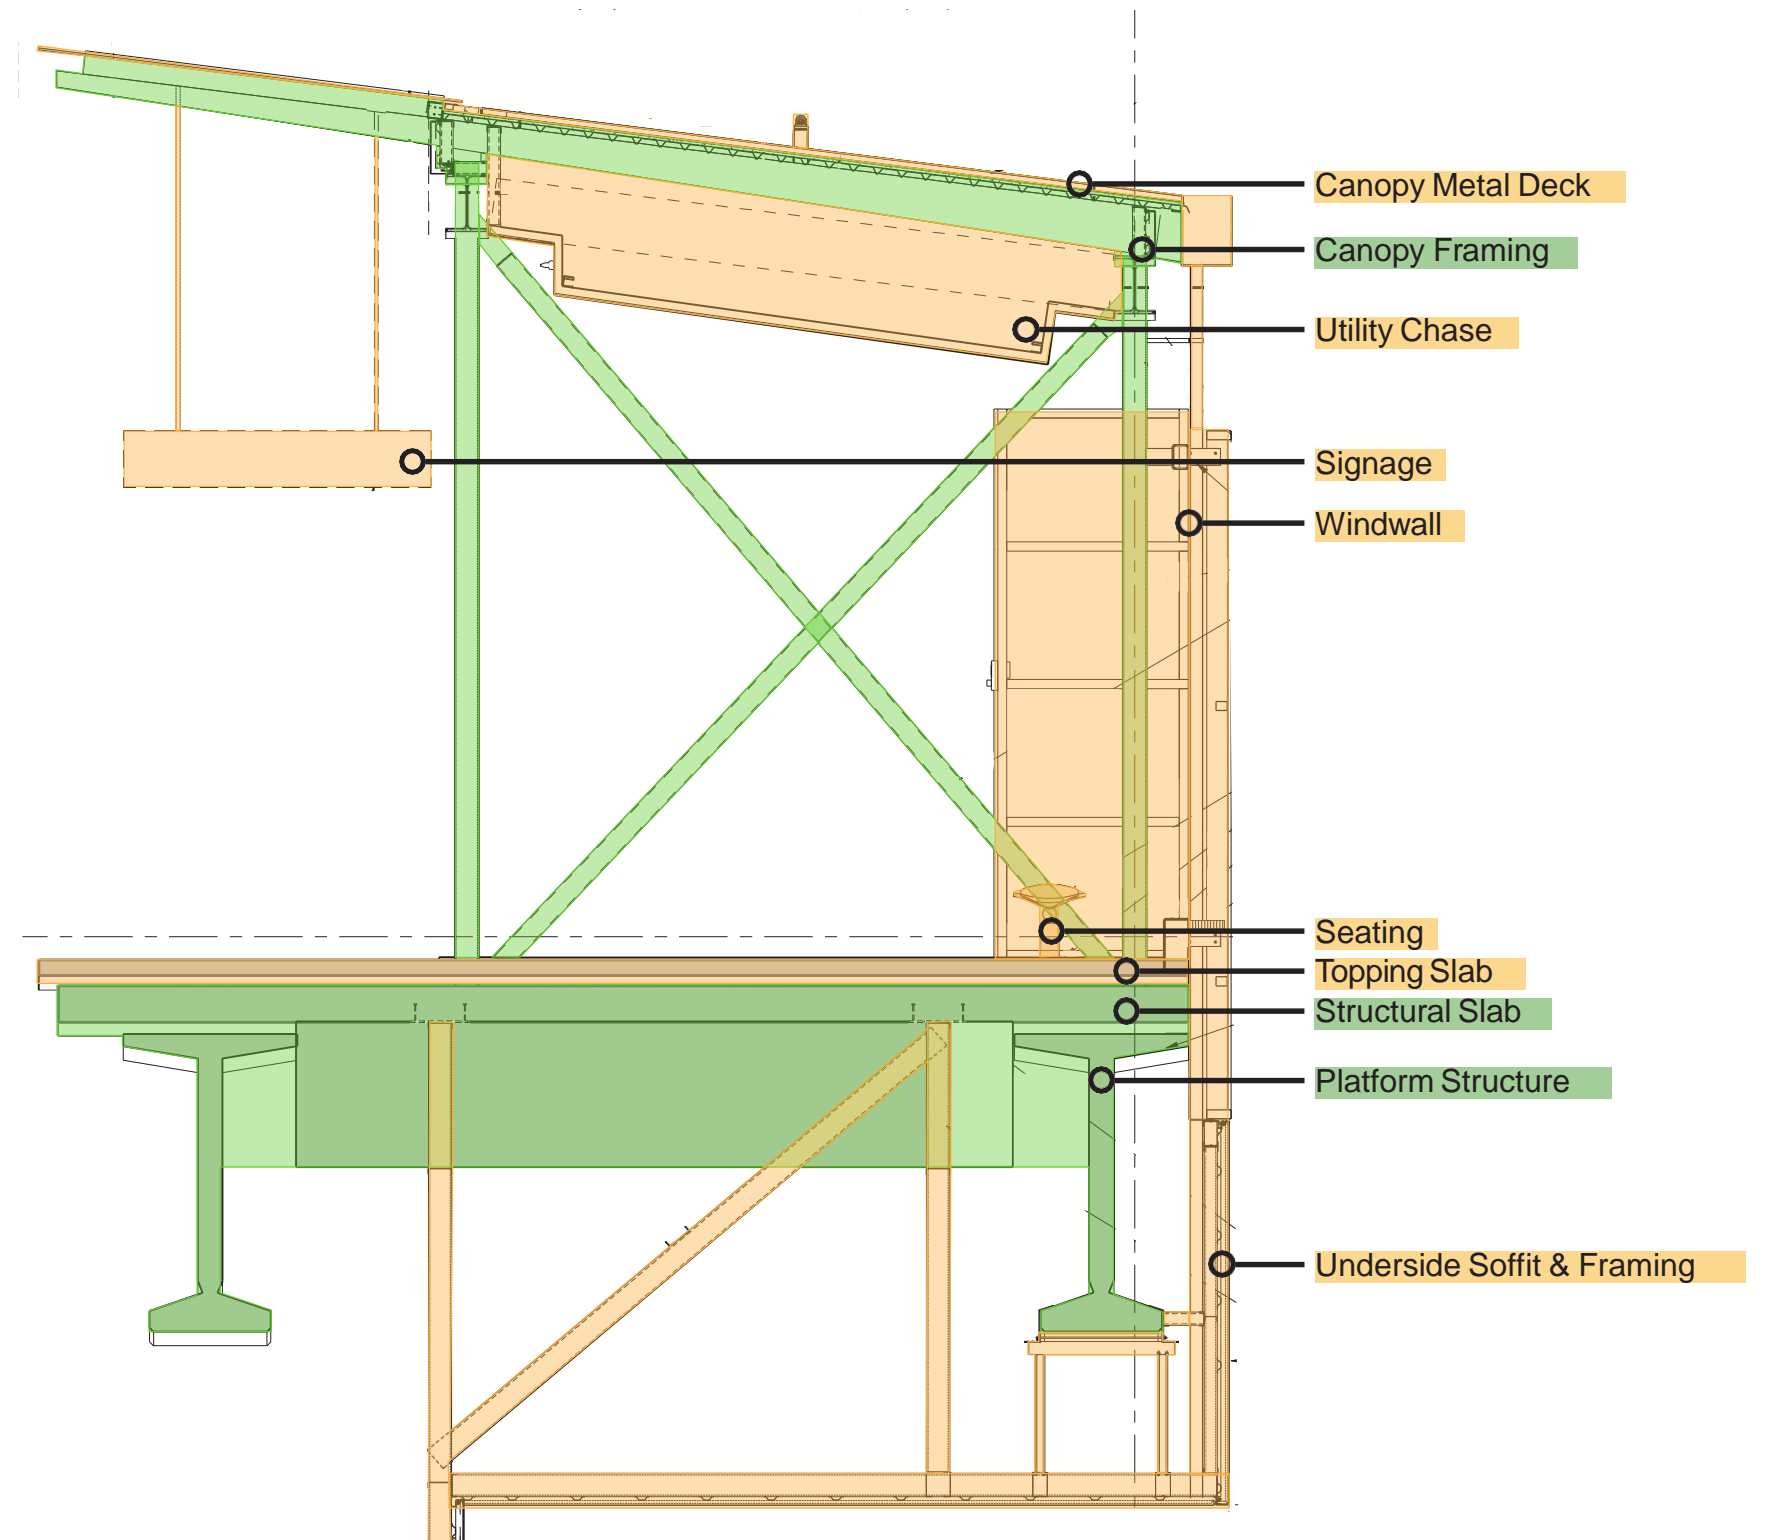 Canopy Metal Deck
Canopy Framing
Utility Chase
Signage
Windwall
Seating
Topping Slab
Structural Slab
Platform Structure
Underside Soffit & Framing